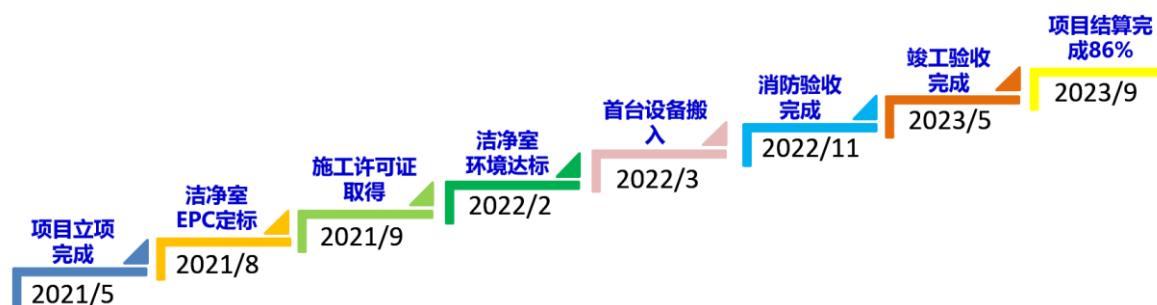 项目立项
完成
2021/5
洁净室
EPC定标
2021/8
施工许可证
取得
2021/9
洁净室
环境达标
2022/2
首台设备搬
入
2022/3
消防验收
完成
2022/11
竣工验收
完成
2023/5
项目结算完
成86%
2023/9